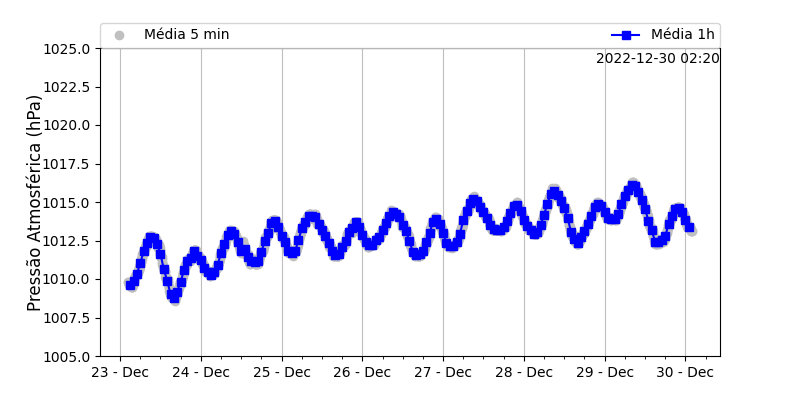 Média 5 min
Média 1h
2022-12-30 02:20
Pressão Atmosférica (hPa)
1025.0
1022.5
1020.0
1017.5
1015.0
1012.5
1010.0
1007.5
1005.0
23 - Dec
24 - Dec
25 - Dec
26 - Dec
27 - Dec
28 - Dec
29 - Dec
30 - Dec